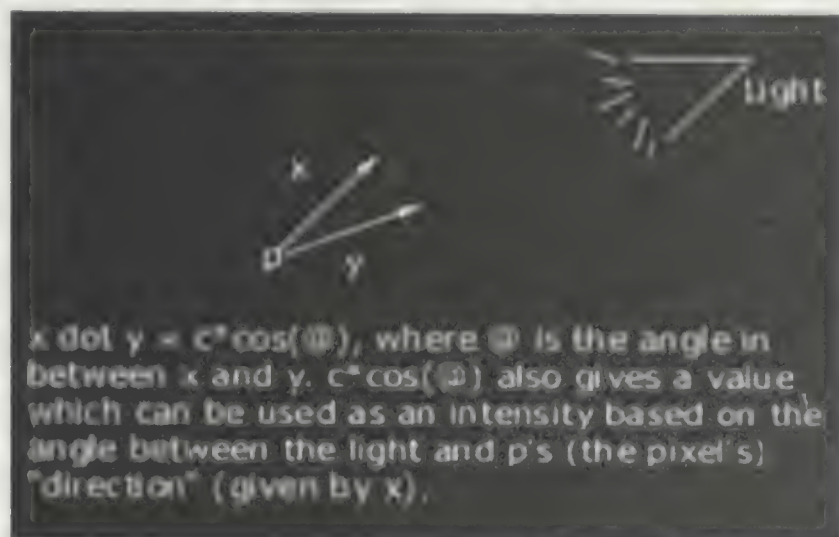 Light
x
p
y
x dot y = c*cos(@), where @ is the angle in
between x and y. c*cos(@) also gives a value
which can be used as an intensity based on the
angle between the light and p's (the pixel's)
"direction" (given by x).